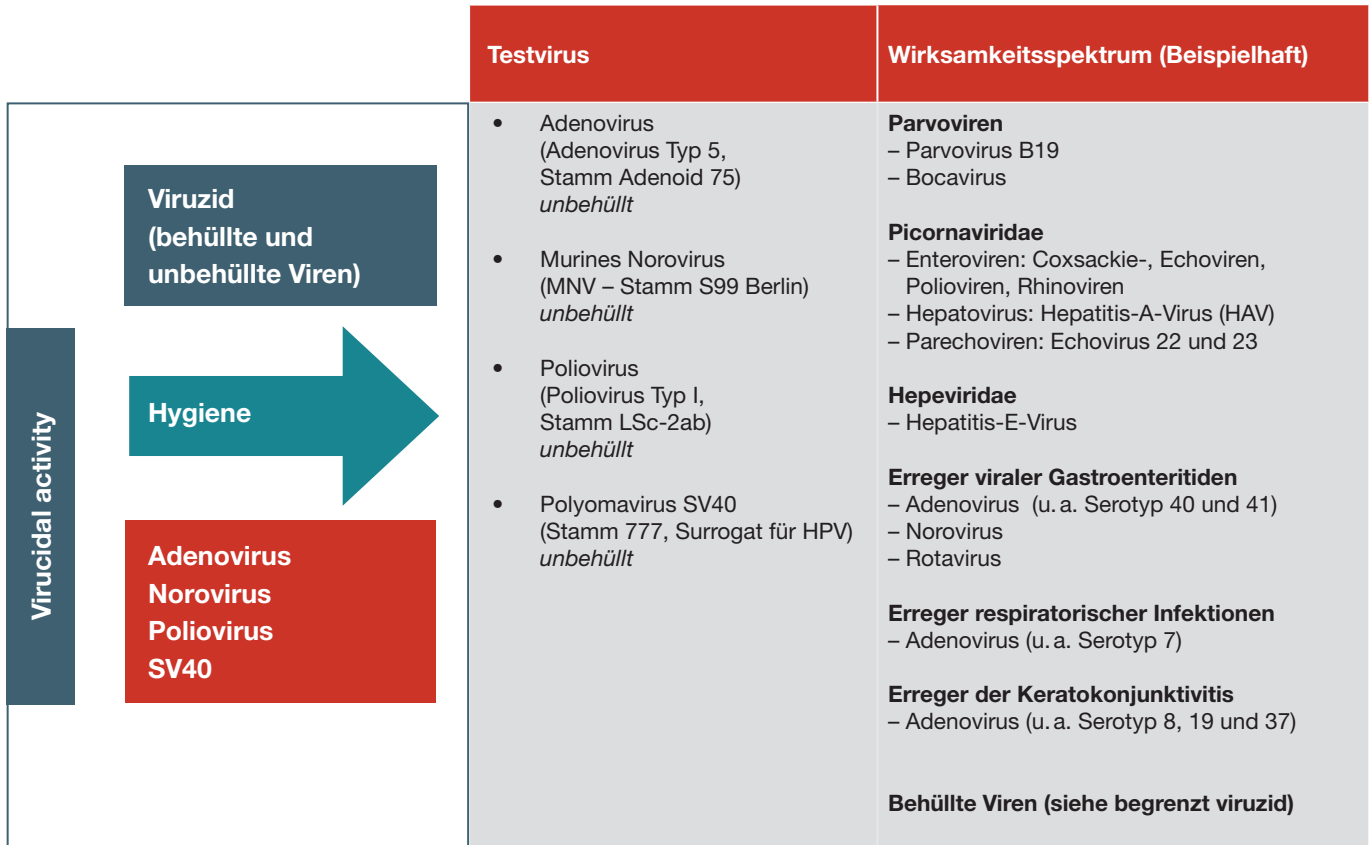 Virucidal activity
Viruzid
(behüllte und
unbehüllte Viren)
Hygiene
Adenovirus
Norovirus
Poliovirus
SV40
Testvirus
• Adenovirus
(Adenovirus Typ 5,
Stamm Adenoid 75)
unbehüllt
• Murines Norovirus
(MNV – Stamm S99 Berlin)
unbehüllt
• Poliovirus
(Poliovirus Typ I,
Stamm LSc-2ab)
unbehüllt
• Polyomavirus SV40
(Stamm 777, Surrogat für HPV)
unbehüllt
Wirksamkeitsspektrum (Beispielhaft)
Parvoviren
– Parvovirus B19
– Bocavirus
Picornaviridae
– Enteroviren: Coxsackie-, Echoviren,
Polioviren, Rhinoviren
– Hepatovirus: Hepatitis-A-Virus (HAV)
– Parechoviren: Echovirus 22 und 23
Hepeviridae
– Hepatitis-E-Virus
Erreger viraler Gastroenteritiden
– Adenovirus (u. a. Serotyp 40 und 41)
– Norovirus
– Rotavirus
Erreger respiratorischer Infektionen
– Adenovirus (u. a. Serotyp 7)
Erreger der Keratokonjunktivitis
– Adenovirus (u. a. Serotyp 8, 19 und 37)
Behüllte Viren (siehe begrenzt viruzid)